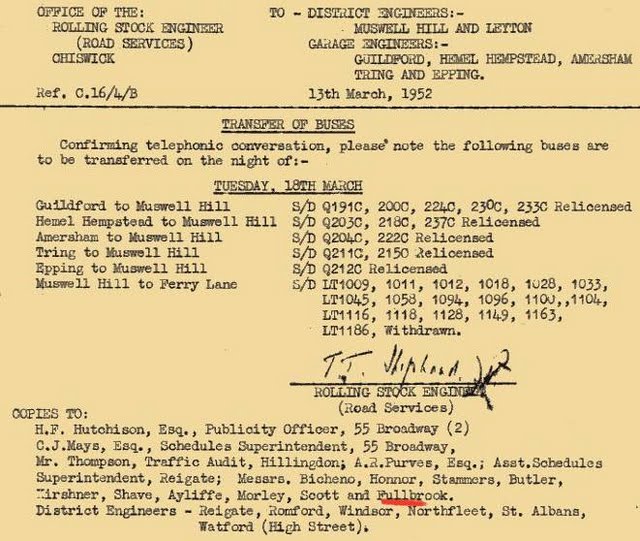 OFFICE OF THE:
ROLLING STOCK ENGINEER
(ROAD SERVICES)
CHISWICK
Ref. C.16/4/B
TO - DISTRICT ENGINEERS:-
MUSWELL HILL AND LEYTON
GARAGE ENGINEERS:-
GUILDFORD, HEMEL HEMPSTEAD, AMERSHAM
TRING AND EPPING.
13th March, 1952
TRANSFER OF BUSES
Confirming telephonic conversation, please note the following buses are
to be transferred on the night of:-
TUESDAY, 18TH MARCH
Guildford to Muswell Hill S/D Q191C, 200C, 224C, 230C, 233C Relicensed
Hemel Hempstead to Muswell Hill S/D Q203C, 218C, 237C Relicensed
Amersham to Muswell Hill S/D Q204C, 222C Relicensed
Tring to Muswell Hill S/D Q211C, 215C Relicensed
Epping to Muswell Hill S/D Q212C Relicensed
Muswell Hill to Ferry Lane S/D LT1009, 1011, 1012, 1018, 1028, 1033,
LT1045, 1058, 1094, 1096, 1100,,1104,
LT1116, 1118, 1128, 1149, 1163,
LT1186, Withdrawn.
T.T. Shephard
ROLLING STOCK ENGINEER
(Road Services)
COPIES TO:
H.F. Hutchison, Esq., Publicity Officer, 55 Broadway (2)
C.J.Mays, Esq., Schedules Superintendent, 55 Broadway,
Mr. Thompson, Traffic Audit, Hillingdon; A.R.Purves, Esq.; Asst.Schedules
Superintendent, Reigate; Messrs. Bicheno, Honnor, Stammers, Butler,
Kirshner, Shave, Ayliffe, Morley, Scott and Fullbrook.
District Engineers - Reigate, Romford, Windsor, Northfleet, St. Albans,
Watford (High Street).